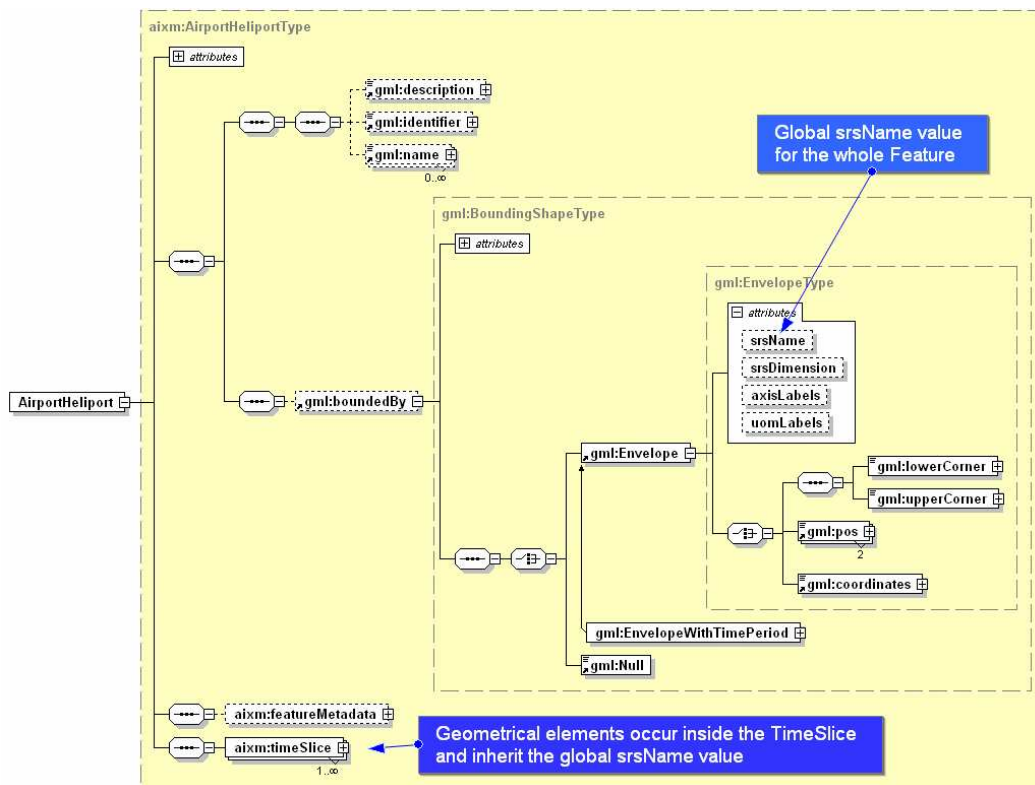 aixm:AirportHeliportType
attributes
gml:description
gml:identifier
gml:name
0..∞
Global srsName value
for the whole Feature
gml:BoundingShapeType
attributes
gml:EnvelopeType
attributes
srsName
srsDimension
axisLabels
uomLabels
AirportHeliport
gml:boundedBy
gml:Envelope
gml:lowerCorner
gml:upperCorner
gml:pos
2
gml:coordinates
gml:EnvelopeWithTimePeriod
gml:Null
aixm:featureMetadata
aixm:timeSlice
1..∞
Geometrical elements occur inside the TimeSlice
and inherit the global srsName value